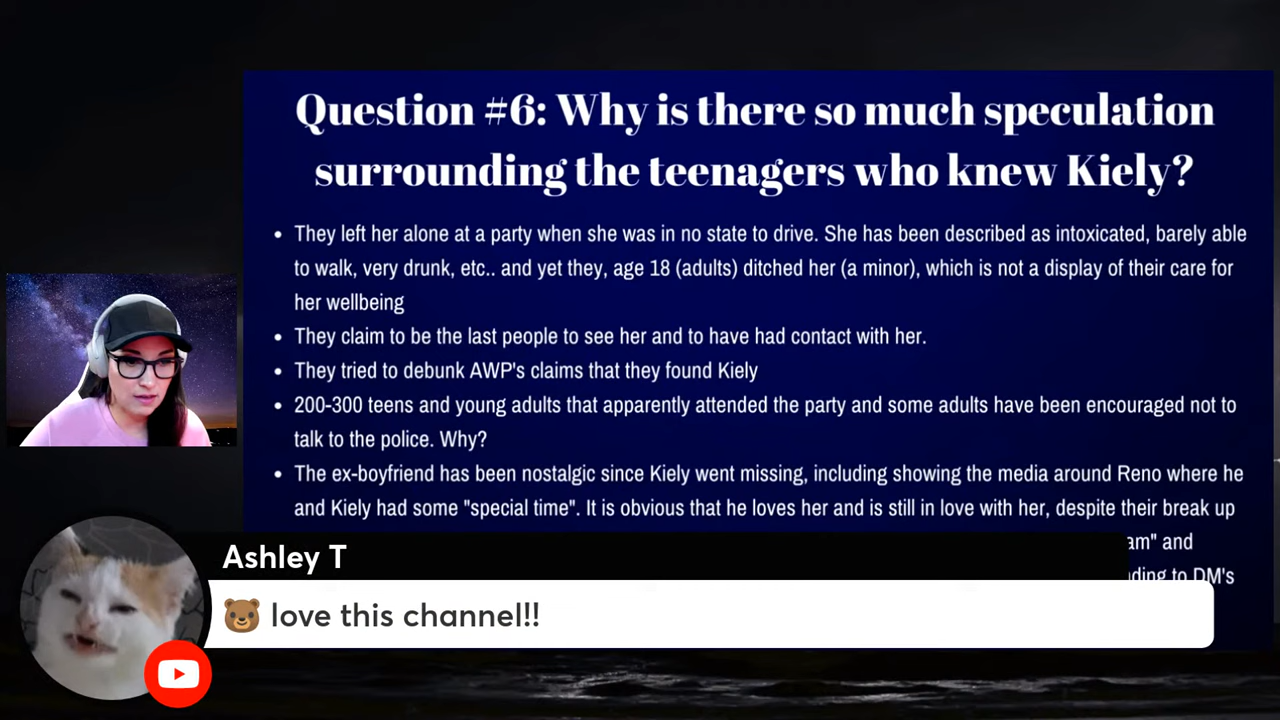 Question #6: Why is there so much speculation
surrounding the teenagers who knew Kiely?
• They left her alone at a party when she was in no state to drive. She has been described as intoxicated, barely able
to walk, very drunk, etc.. and yet they, age 18 (adults) ditched her (a minor), which is not a display of their care for
her wellbeing
• They claim to be the last people to see her and to have had contact with her.
• They tried to debunk AWP's claims that they found Kiely
• 200-300 teens and young adults that apparently attended the party and some adults have been encouraged not to
talk to the police. Why?
• The ex-boyfriend has been nostalgic since Kiely went missing, including showing the media around Reno where he
and Kiely had some "special time". It is obvious that he loves her and is still in love with her, despite their break up
am" and
to DM's
Ashley T
🐻 love this channel!!